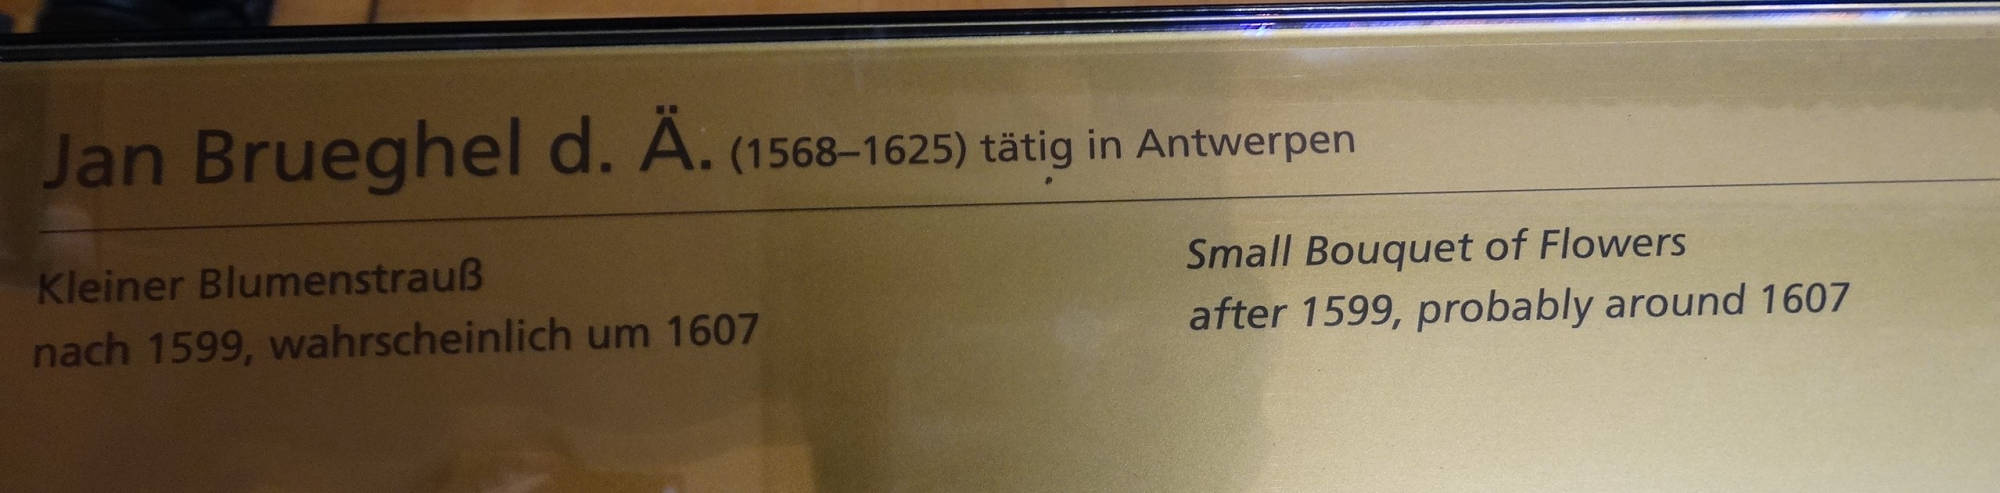 Jan Brueghel d. Ä. (1568–1625) tätig in Antwerpen
Kleiner Blumenstrauß
nach 1599, wahrscheinlich um 1607
Small Bouquet of Flowers
after 1599, probably around 1607